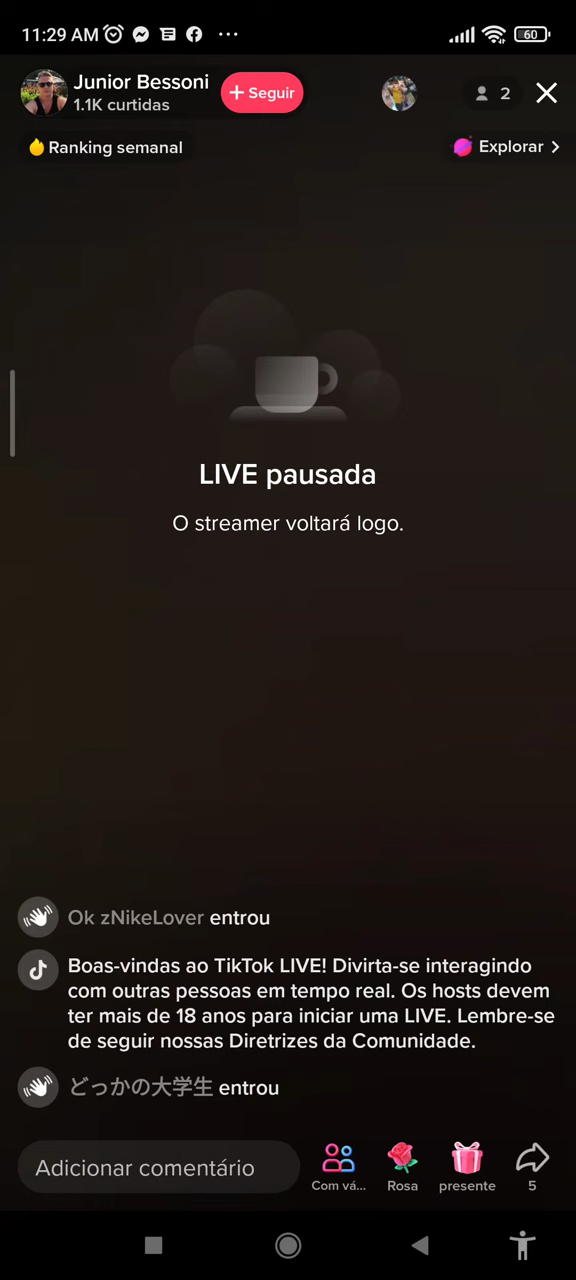 11:29 AM
60
Junior Bessoni
1.1K curtidas
+ Seguir
2
Ranking semanal
Explorar
LIVE pausada
O streamer voltará logo.
Ok zNikeLover entrou
Boas-vindas ao TikTok LIVE! Divirta-se interagindo
com outras pessoas em tempo real. Os hosts devem
ter mais de 18 anos para iniciar uma LIVE. Lembre-se
de seguir nossas Diretrizes da Comunidade.
どっかの大学生 entrou
Adicionar comentário
Com vá...
Rosa
presente
5